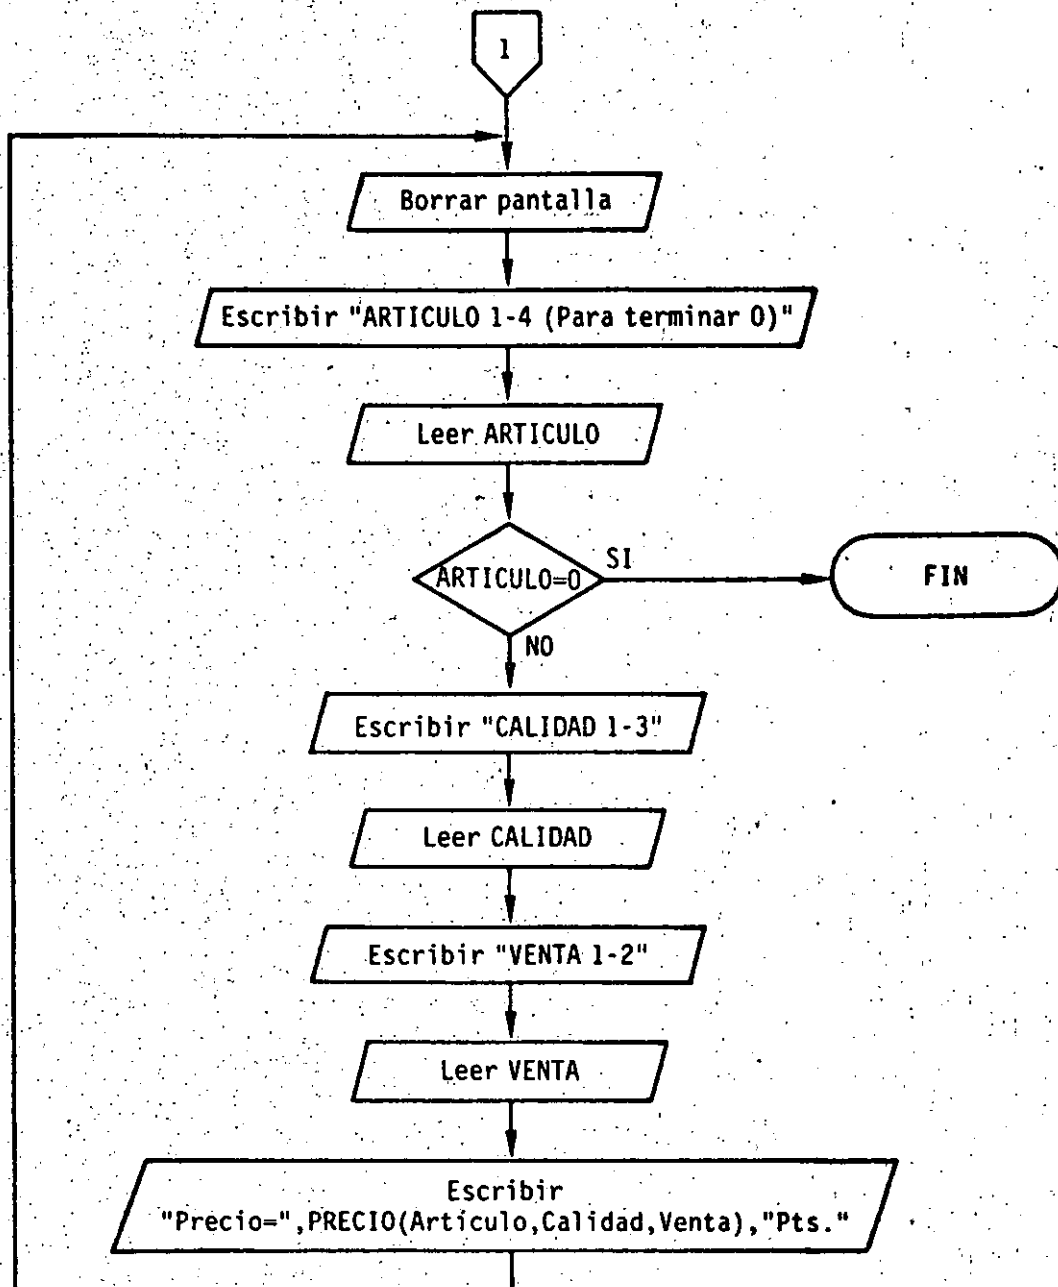 1
Borrar pantalla
Escribir "ARTICULO 1-4 (Para terminar 0)"
Leer ARTICULO
ARTICULO=0
SI
FIN
NO
Escribir "CALIDAD 1-3"
Leer CALIDAD
Escribir "VENTA 1-2"
Leer VENTA
Escribir
"Precio=",PRECIO(Artículo,Calidad,Venta),"Pts."